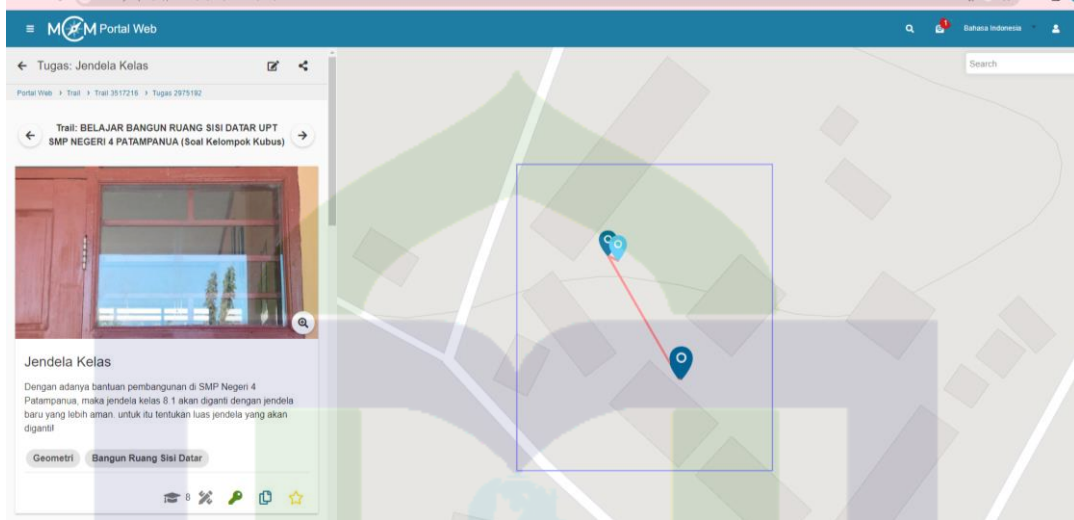 MCM Portal Web
1
Bahasa Indonesia
Tugas: Jendela Kelas
Search
Portal Web › Trail › Trail 3517216 › Tugas 2975192
Trail: BELAJAR BANGUN RUANG SISI DATAR UPT
SMP NEGERI 4 PATAMPANUA (Soal Kelompok Kubus)
Jendela Kelas
Dengan adanya bantuan pembangunan di SMP Negeri 4
Patampanua, maka jendela kelas 8.1 akan diganti dengan jendela
baru yang lebih aman. untuk itu tentukan luas jendela yang akan
diganti!
Geometri
Bangun Ruang Sisi Datar
8